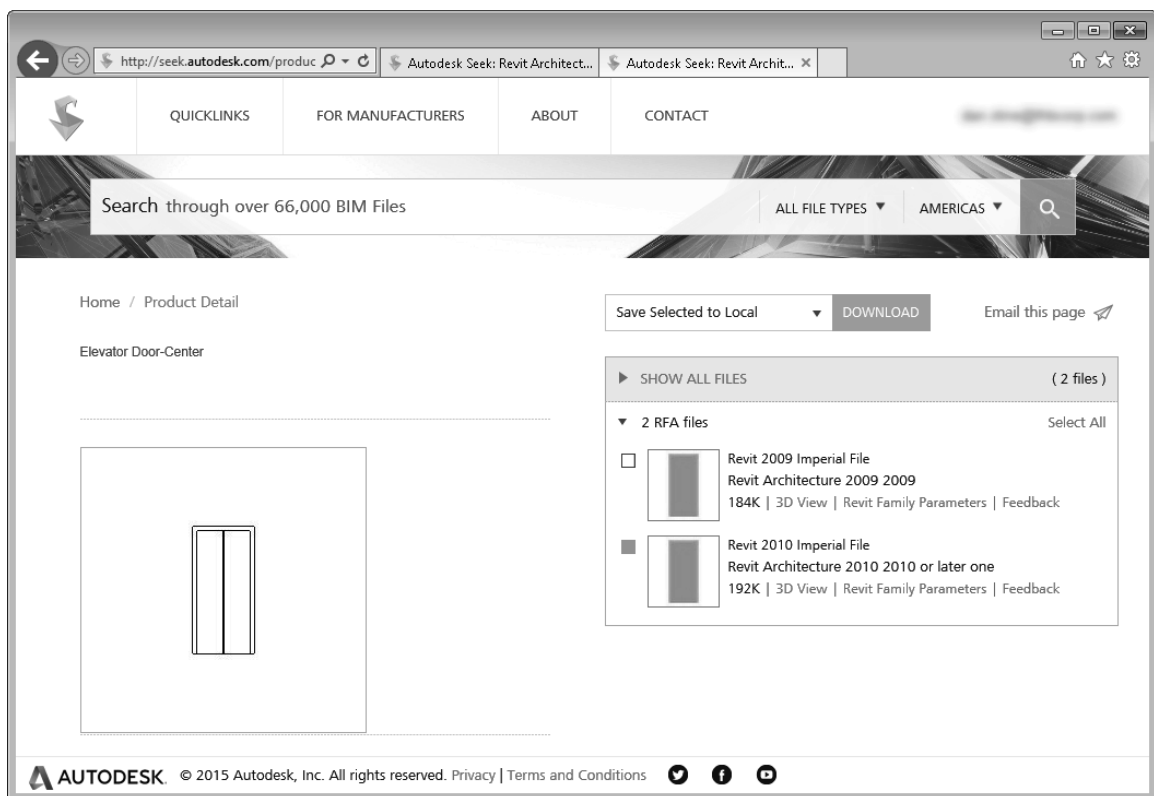 http://seek.autodesk.com/produc
Autodesk Seek: Revit Architect...
Autodesk Seek: Revit Archit...
QUICKLINKS
FOR MANUFACTURERS
ABOUT
CONTACT
Search through over 66,000 BIM Files
ALL FILE TYPES
AMERICAS
Home / Product Detail
Elevator Door-Center
Save Selected to Local
DOWNLOAD
Email this page
SHOW ALL FILES
( 2 files )
2 RFA files
Select All
Revit 2009 Imperial File
Revit Architecture 2009 2009
184K | 3D View | Revit Family Parameters | Feedback
Revit 2010 Imperial File
Revit Architecture 2010 2010 or later one
192K | 3D View | Revit Family Parameters | Feedback
AUTODESK. © 2015 Autodesk, Inc. All rights reserved. Privacy | Terms and Conditions